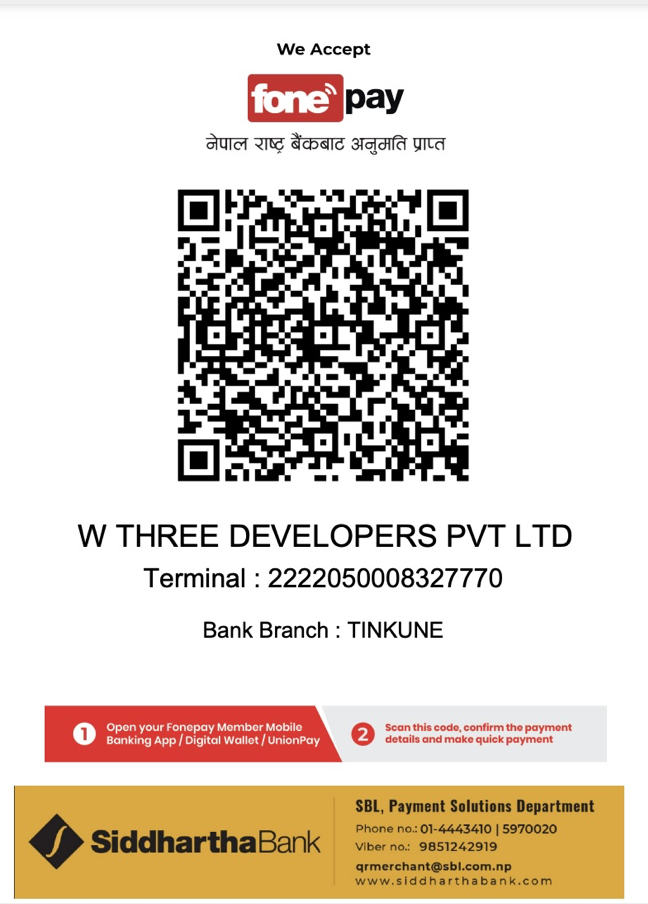 We Accept
fonepay
नेपाल राष्ट्र बैंकबाट अनुमति प्राप्त
W THREE DEVELOPERS PVT LTD
Terminal : 2222050008327770
Bank Branch : TINKUNE
1 Open your Fonepay Member Mobile
Banking App / Digital Wallet / UnionPay
2 Scan this code, confirm the payment
details and make quick payment
SiddharthaBank
SBL, Payment Solutions Department
Phone no.: 01-4443410 | 5970020
Viber no.: 9851242919
qrmerchant@sbl.com.np
www.siddharthabank.com